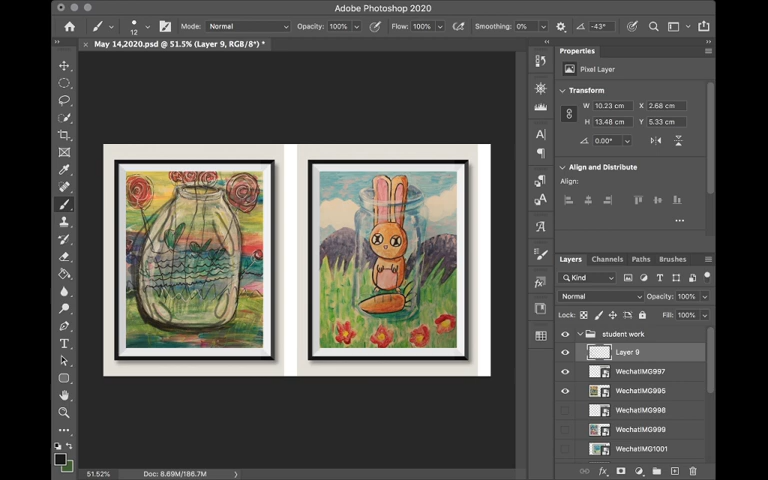 Adobe Photoshop 2020
12
Mode: Normal
Opacity: 100%
Flow: 100%
Smoothing: 0%
-43°
× May 14,2020.psd @ 51.5% (Layer 9, RGB/8*) *
Properties
Pixel Layer
Transform
W 10.23 cm X 2.68 cm
H 13.48 cm Y 5.33 cm
0.00°
Align and Distribute
Align:
Layers Channels Paths Brushes
Kind
Normal Opacity: 100%
Lock: Fill: 100%
student work
Layer 9
WechatIMG997
WechatIMG995
WechatIMG998
WechatIMG999
WechatIMG1001
51.52% Doc: 8.69M/186.7M